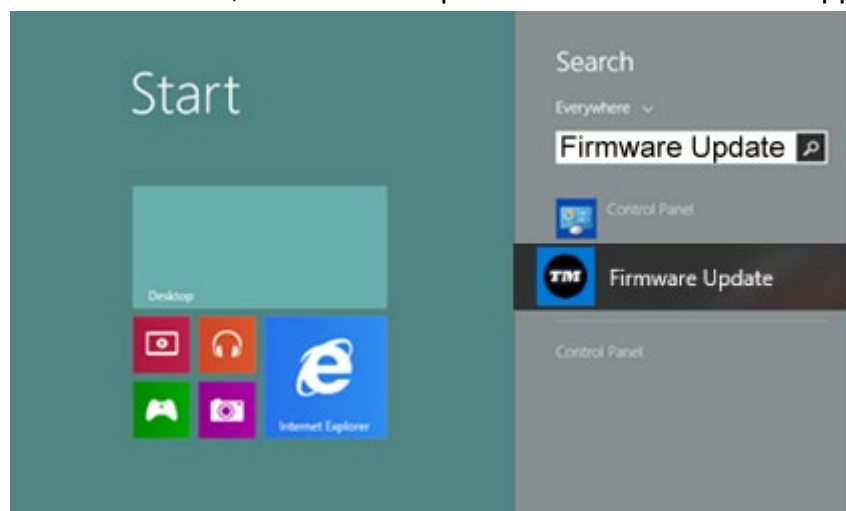 Start
Desktop
Internet Explorer
Search
Everywhere
Firmware Update
Control Panel
TM Firmware Update
Control Panel